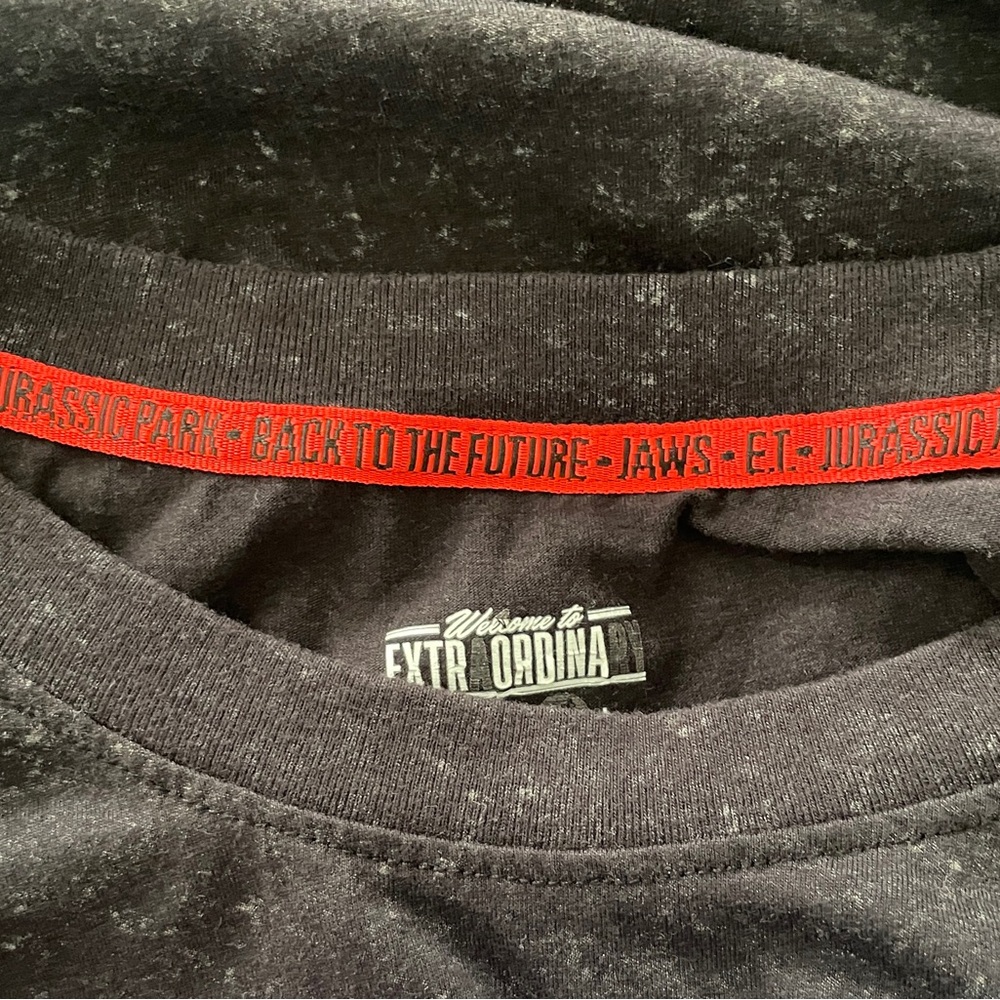 JURASSIC PARK • BACK TO THE FUTURE • JAWS • E.T. • JURASSIC
Welcome to
EXTRAORDINARY